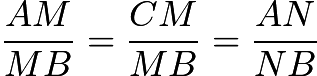 AM/MB = CM/MB = AN/NB